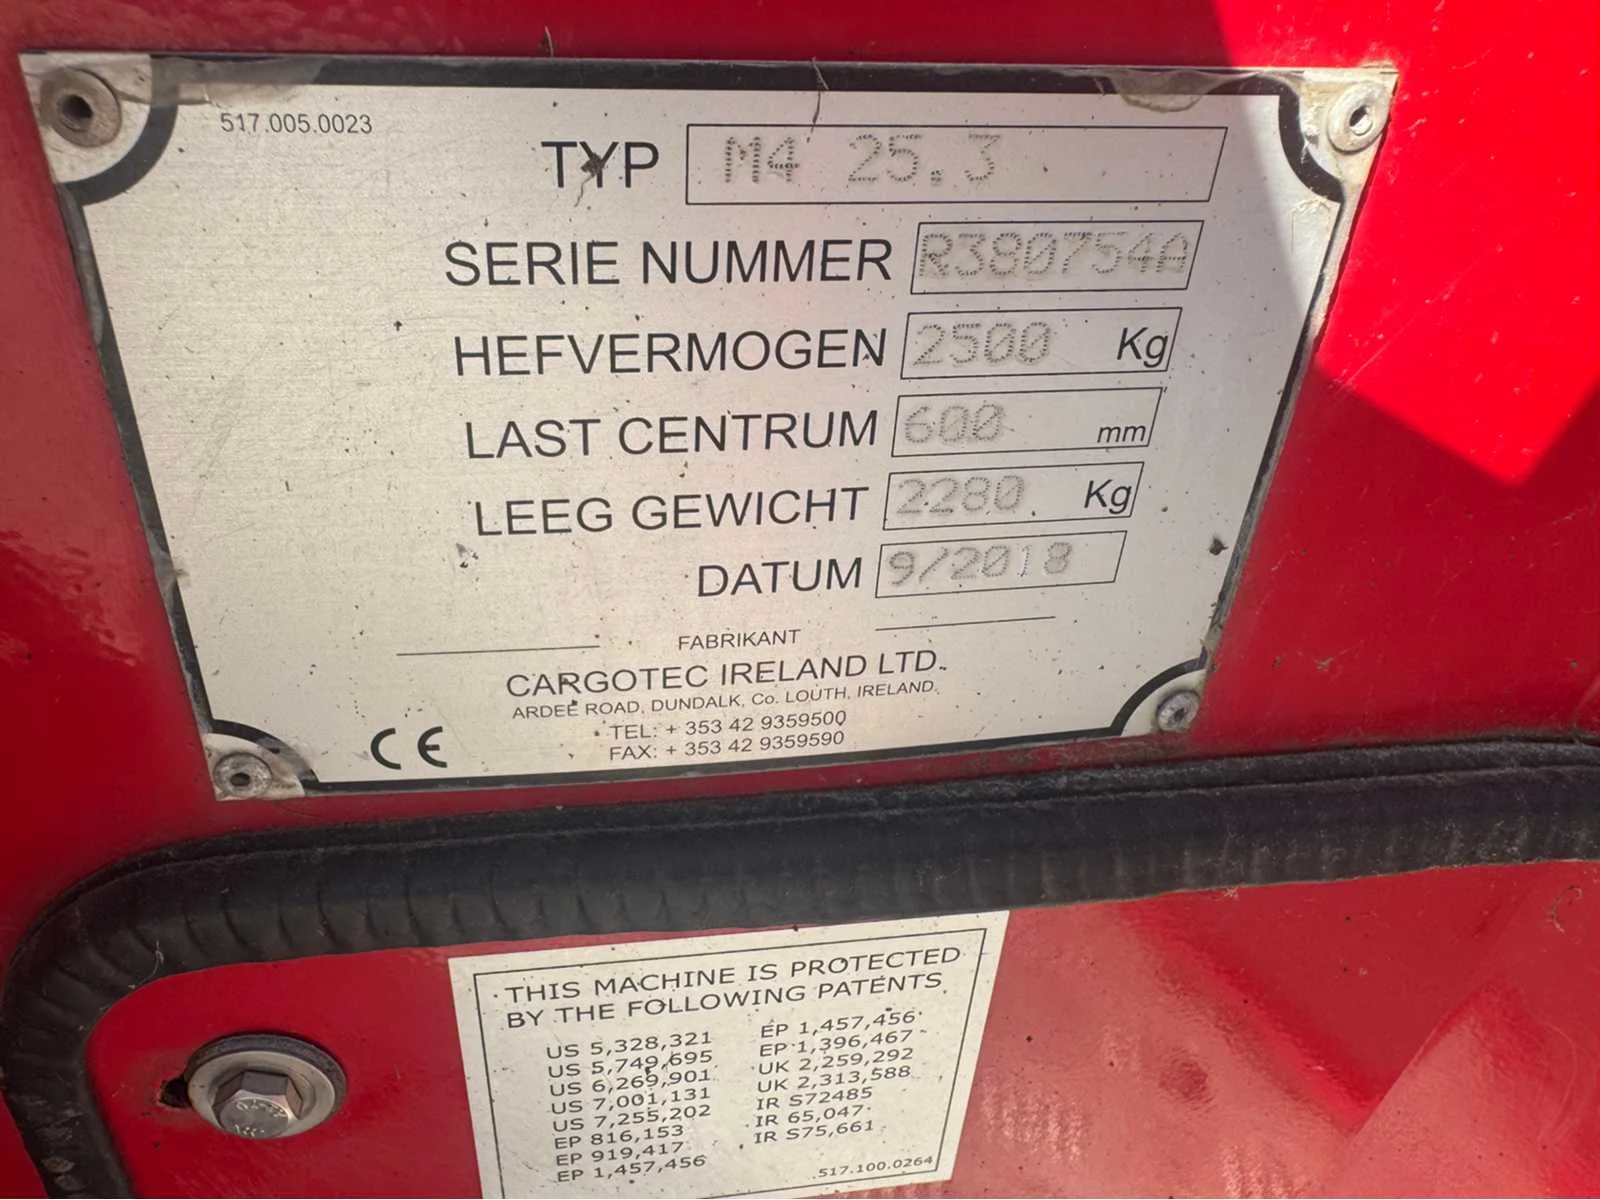 517.005.0023
TYP M4 25.3
SERIE NUMMER R380754A
HEFVERMOGEN 2500 Kg
LAST CENTRUM 600 mm
LEEG GEWICHT 2280 Kg
DATUM 9/2018
FABRIKANT
CARGOTEC IRELAND LTD.
ARDEE ROAD, DUNDALK, Co. LOUTH, IRELAND.
TEL: + 353 42 9359500
FAX: + 353 42 9359590
CE
THIS MACHINE IS PROTECTED
BY THE FOLLOWING PATENTS
US 5,328,321
US 5,749,695
US 6,269,901
US 7,001,131
US 7,255,202
EP 816,153
EP 919,417
EP 1,457,456
EP 1,457,456
EP 1,396,467
UK 2,259,292
UK 2,313,588
IR S72485
IR 65,047
IR S75,661
517.100.0264